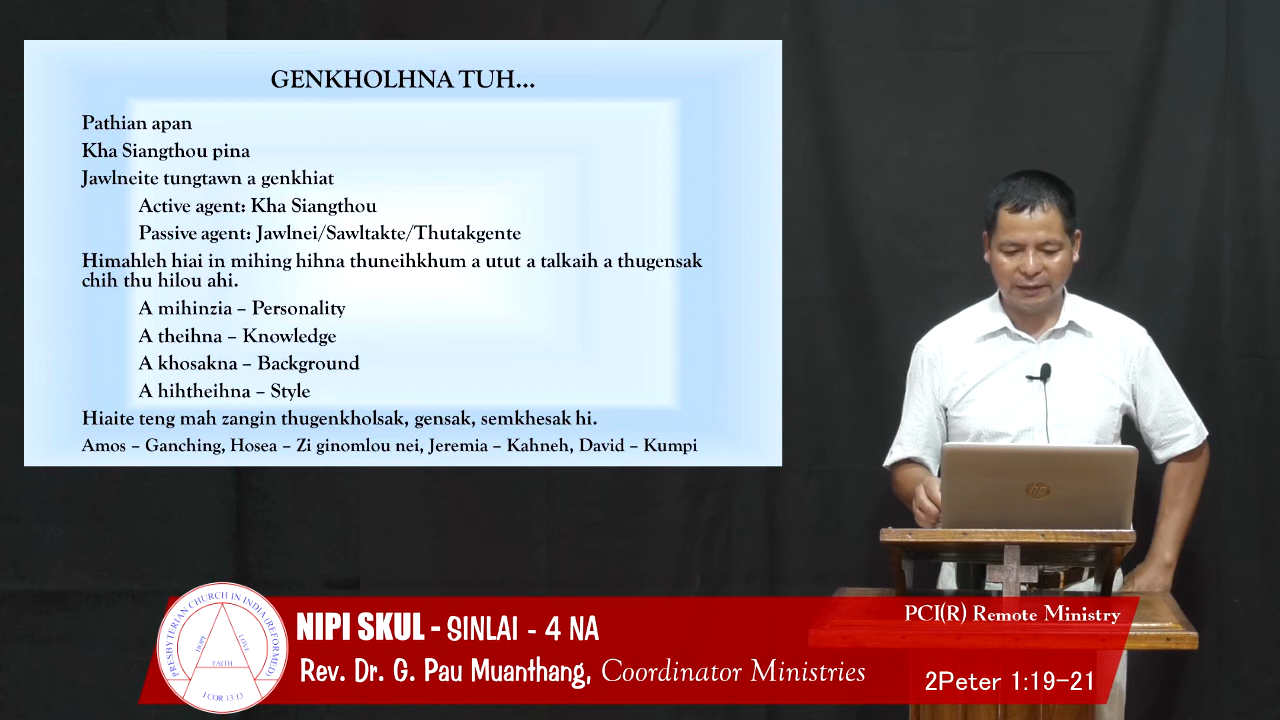 GENKHOLHNA TUH...
Pathian apan
Kha Siangthou pina
Jawlneite tungtawn a genkhiat
Active agent: Kha Siangthou
Passive agent: Jawlnei/Sawltakte/Thutakgente
Himahleh hiai in mihing hihna thuneihkhum a utut a talkaih a thugensak
chih thu hilou ahi.
A mihinzia – Personality
A theihna – Knowledge
A khosakna – Background
A hihtheihna – Style
Hiaite teng mah zangin thugenkholsak, gensak, semkhesak hi.
Amos – Ganching, Hosea – Zi ginomlou nei, Jeremia – Kahneh, David – Kumpi
hp
PCI(R) Remote Ministry
PRESBYTERIAN CHURCH IN INDIA (REFORMED)
HOPE
LOVE
FAITH
I COR 13:13
NIPI SKUL - SINLAI - 4 NA
Rev. Dr. G. Pau Muanthang, Coordinator Ministries
2Peter 1:19-21